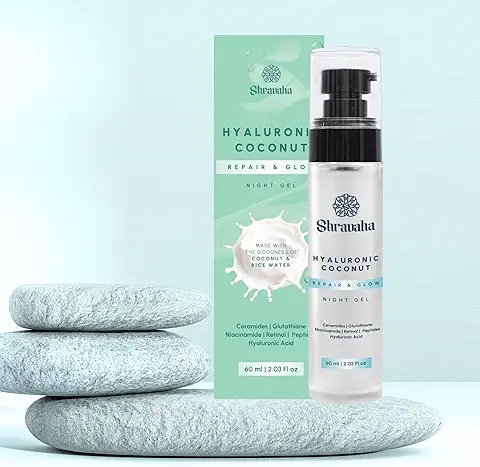 Shravaha
HYALURONI
COCONUT
REPAIR & GLOW
NIGHT GEL
MADE WITH
THE GOODNESS OF
COCONUT &
RICE WATER
Ceramides | Glutathione
Niacinamide | Retinol | Peptide
Hyaluronic Acid
60 ml | 2.03 Fl oz
Shravaha
HYALURONIC
COCONUT
REPAIR & GLOW
NIGHT GEL
Ceramides | Glutathione
Niacinamide | Retinol | Peptides
Hyaluronic Acid
60 ml | 2.03 Fl oz